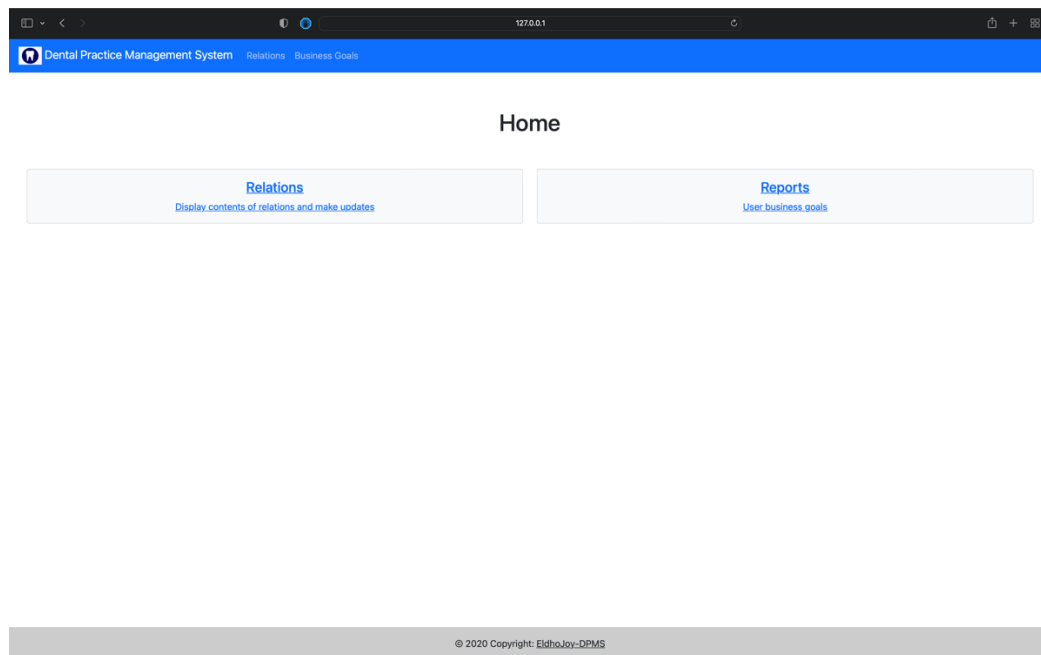 127.0.0.1
Dental Practice Management System Relations Business Goals
Home
Relations
Display contents of relations and make updates
Reports
User business goals
© 2020 Copyright: EldhoJoy-DPMS